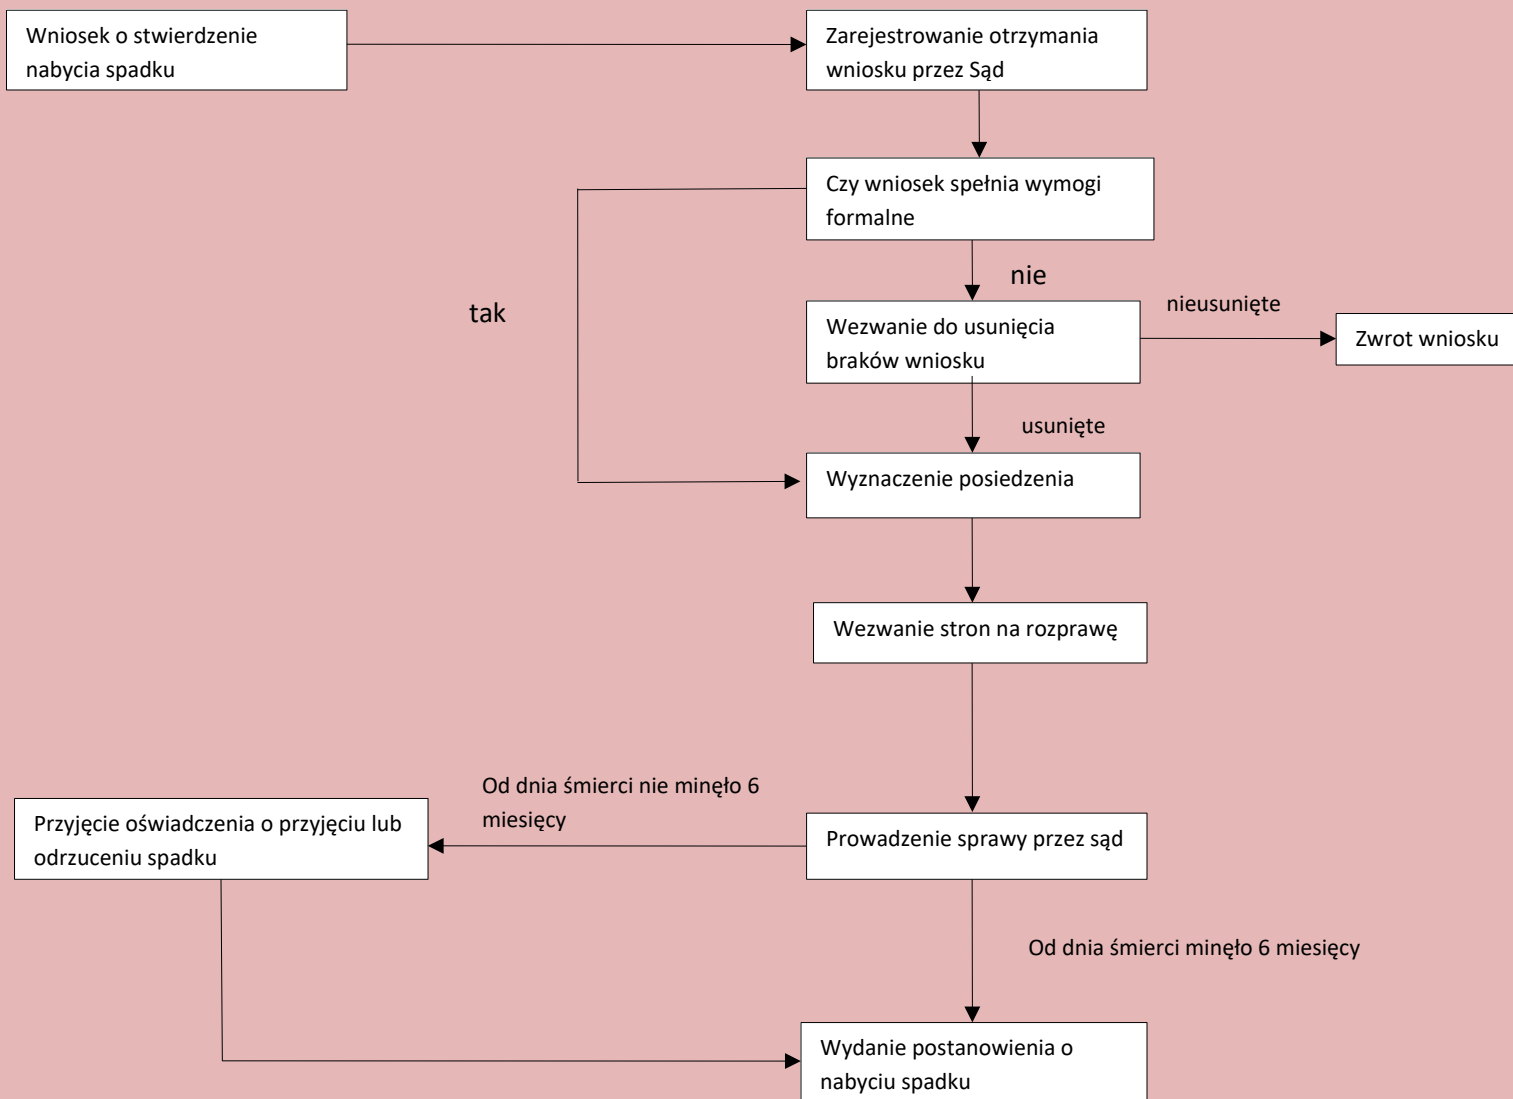 Wniosek o stwierdzenie
nabycia spadku
Zarejestrowanie otrzymania
wniosku przez Sąd
Czy wniosek spełnia wymogi
formalne
nie
tak
Wezwanie do usunięcia
braków wniosku
nieusunięte
Zwrot wniosku
usunięte
Wyznaczenie posiedzenia
Wezwanie stron na rozprawę
Prowadzenie sprawy przez sąd
Od dnia śmierci nie minęło 6
miesięcy
Przyjęcie oświadczenia o przyjęciu lub
odrzuceniu spadku
Od dnia śmierci minęło 6 miesięcy
Wydanie postanowienia o
nabyciu spadku